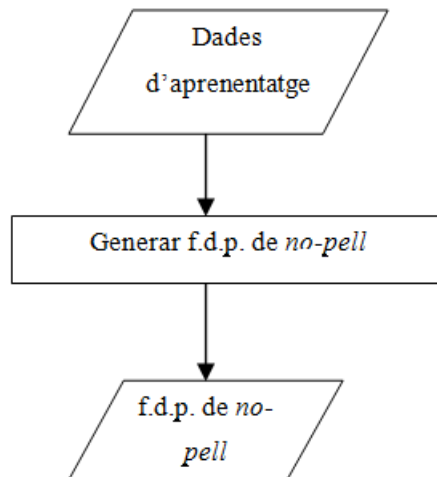 Dades
d'aprenentatge
Generar f.d.p. de no-pell
f.d.p. de no-
pell